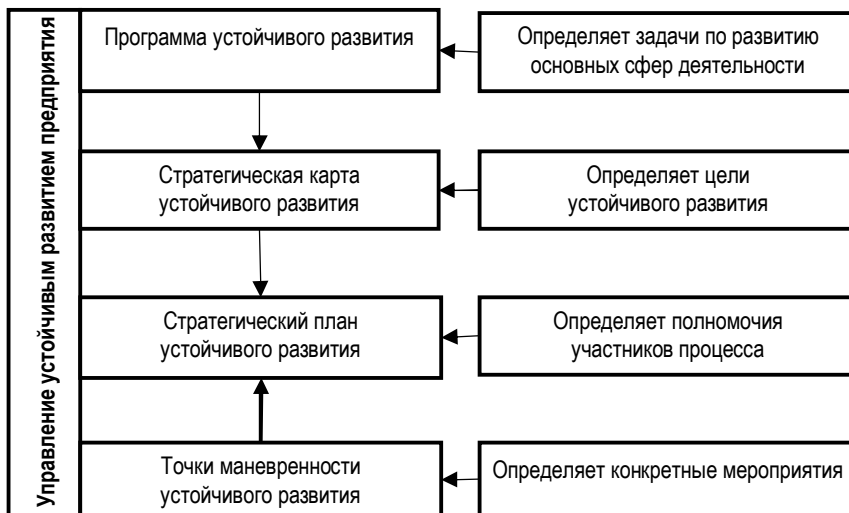 Управление устойчивым развитием предприятия
Программа устойчивого развития
Определяет задачи по развитию
основных сфер деятельности
Стратегическая карта
устойчивого развития
Определяет цели
устойчивого развития
Стратегический план
устойчивого развития
Определяет полномочия
участников процесса
Точки маневренности
устойчивого развития
Определяет конкретные мероприятия